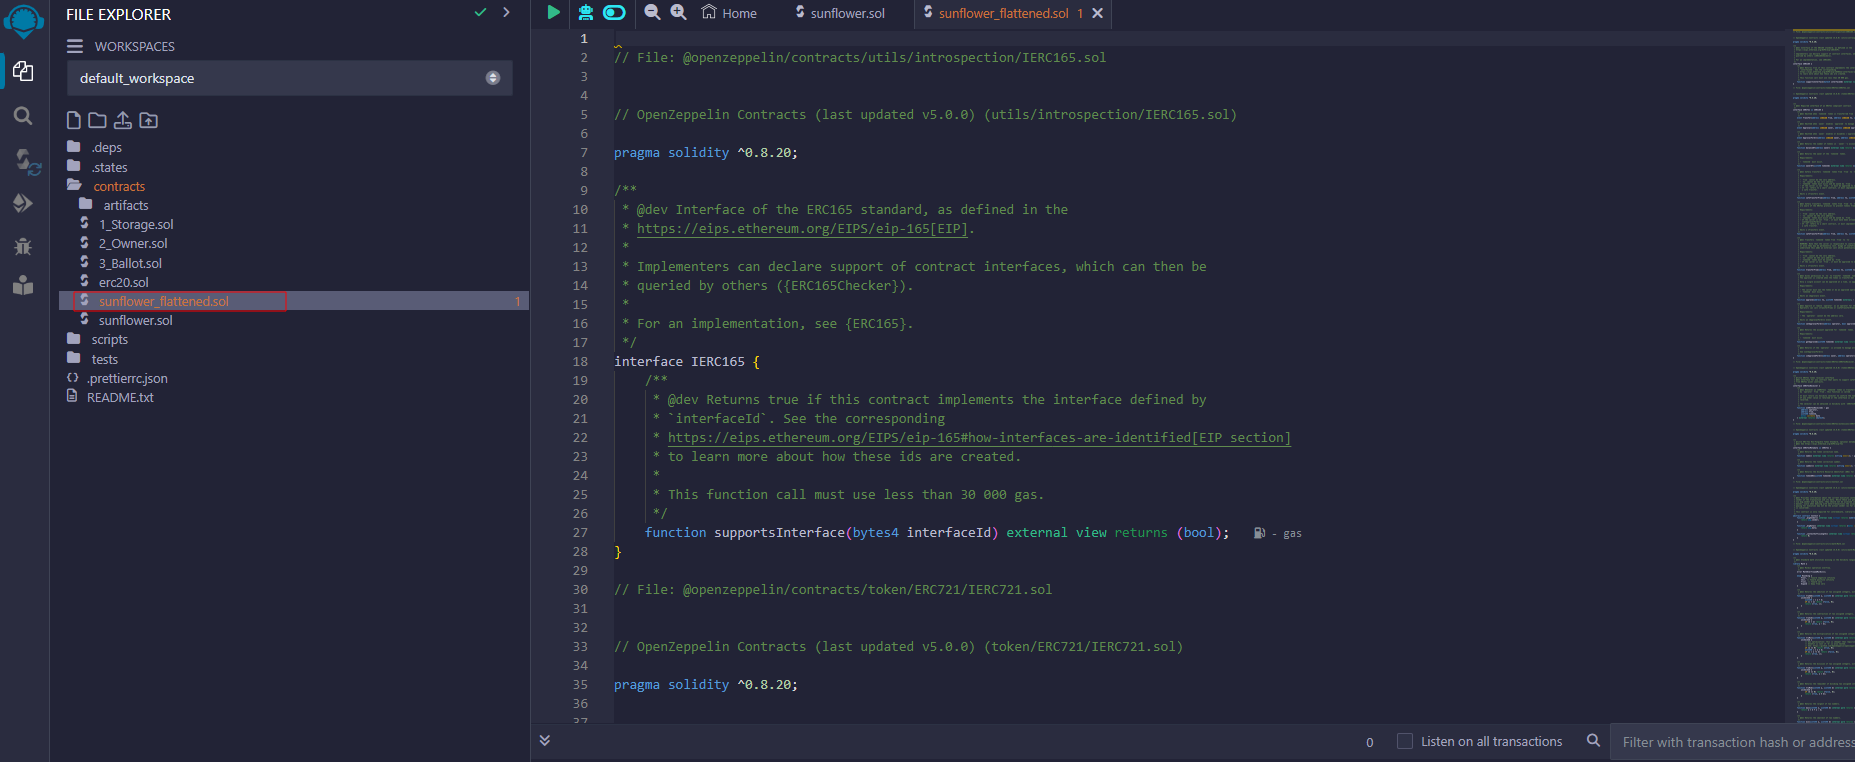 FILE EXPLORER
WORKSPACES
default_workspace
.deps
.states
contracts
artifacts
1_Storage.sol
2_Owner.sol
3_Ballot.sol
erc20.sol
sunflower_flattened.sol 1
sunflower.sol
scripts
tests
{} .prettierrc.json
README.txt
Home sunflower.sol sunflower_flattened.sol 1
1
2 // File: @openzeppelin/contracts/utils/introspection/IERC165.sol
3
4
5 // OpenZeppelin Contracts (last updated v5.0.0) (utils/introspection/IERC165.sol)
6
7 pragma solidity ^0.8.20;
8
9 /**
10 * @dev Interface of the ERC165 standard, as defined in the
11 * https://eips.ethereum.org/EIPS/eip-165[EIP].
12 *
13 * Implementers can declare support of contract interfaces, which can then be
14 * queried by others ({ERC165Checker}).
15 *
16 * For an implementation, see {ERC165}.
17 */
18 interface IERC165 {
19 /**
20 * @dev Returns true if this contract implements the interface defined by
21 * `interfaceId`. See the corresponding
22 * https://eips.ethereum.org/EIPS/eip-165#how-interfaces-are-identified[EIP section]
23 * to learn more about how these ids are created.
24 *
25 * This function call must use less than 30 000 gas.
26 */
27 function supportsInterface(bytes4 interfaceId) external view returns (bool); - gas
28 }
29
30 // File: @openzeppelin/contracts/token/ERC721/IERC721.sol
31
32
33 // OpenZeppelin Contracts (last updated v5.0.0) (token/ERC721/IERC721.sol)
34
35 pragma solidity ^0.8.20;
36
37
0 Listen on all transactions Filter with transaction hash or address